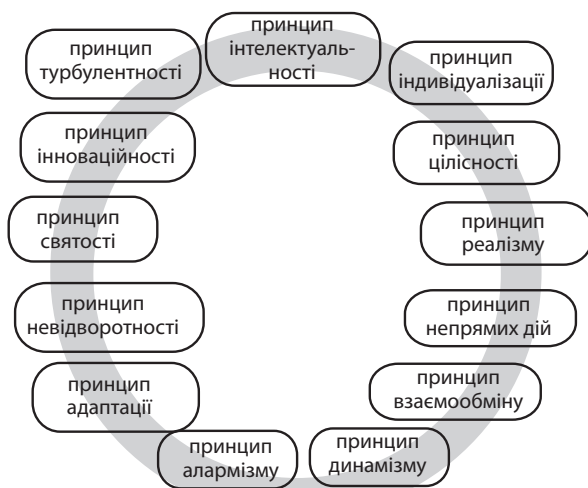 принцип
інтелектуаль-
ності
принцип
індивідуалізації
принцип
цілісності
принцип
реалізму
принцип
непрямих дій
принцип
взаємообміну
принцип
динамізму
принцип
алармізму
принцип
адаптації
принцип
невідворотності
принцип
святості
принцип
інноваційності
принцип
турбулентності